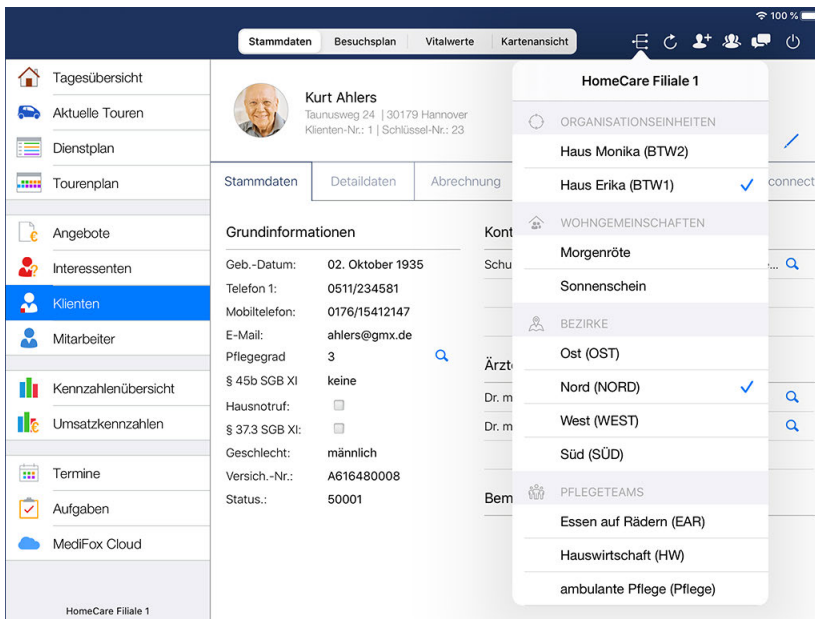 100 %
Stammdaten
Besuchsplan
Vitalwerte
Kartenansicht
Tagesübersicht
Aktuelle Touren
Dienstplan
Tourenplan
Angebote
Interessenten
Klienten
Mitarbeiter
Kennzahlenübersicht
Umsatzkennzahlen
Termine
Aufgaben
MediFox Cloud
HomeCare Filiale 1
Kurt Ahlers
Taunusweg 24 | 30179 Hannover
Klienten-Nr.: 1 | Schlüssel-Nr.: 23
Stammdaten
Detaildaten
Abrechnung
connect
Grundinformationen
Geb.-Datum: 02. Oktober 1935
Telefon 1: 0511/234581
Mobiltelefon: 0176/15412147
E-Mail: ahlers@gmx.de
Pflegegrad 3
§ 45b SGB XI keine
Hausnotruf:
§ 37.3 SGB XI:
Geschlecht: männlich
Versich.-Nr.: A616480008
Status.: 50001
Kont
Schu
...
Ärzt
Dr. m
Dr. m
Bem
HomeCare Filiale 1
ORGANISATIONSEINHEITEN
Haus Monika (BTW2)
Haus Erika (BTW1)
WOHNGEMEINSCHAFTEN
Morgenröte
Sonnenschein
BEZIRKE
Ost (OST)
Nord (NORD)
West (WEST)
Süd (SÜD)
PFLEGETEAMS
Essen auf Rädern (EAR)
Hauswirtschaft (HW)
ambulante Pflege (Pflege)